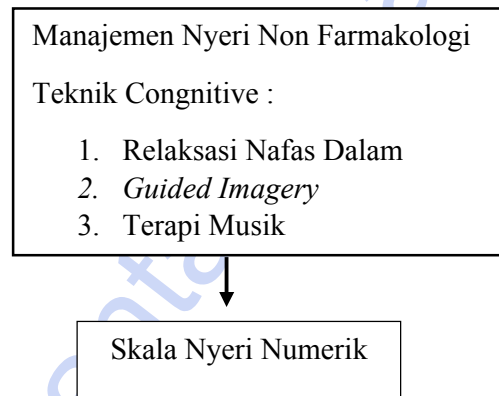 Manajemen Nyeri Non Farmakologi
Teknik Congnitive :
1. Relaksasi Nafas Dalam
2. Guided Imagery
3. Terapi Musik
Skala Nyeri Numerik